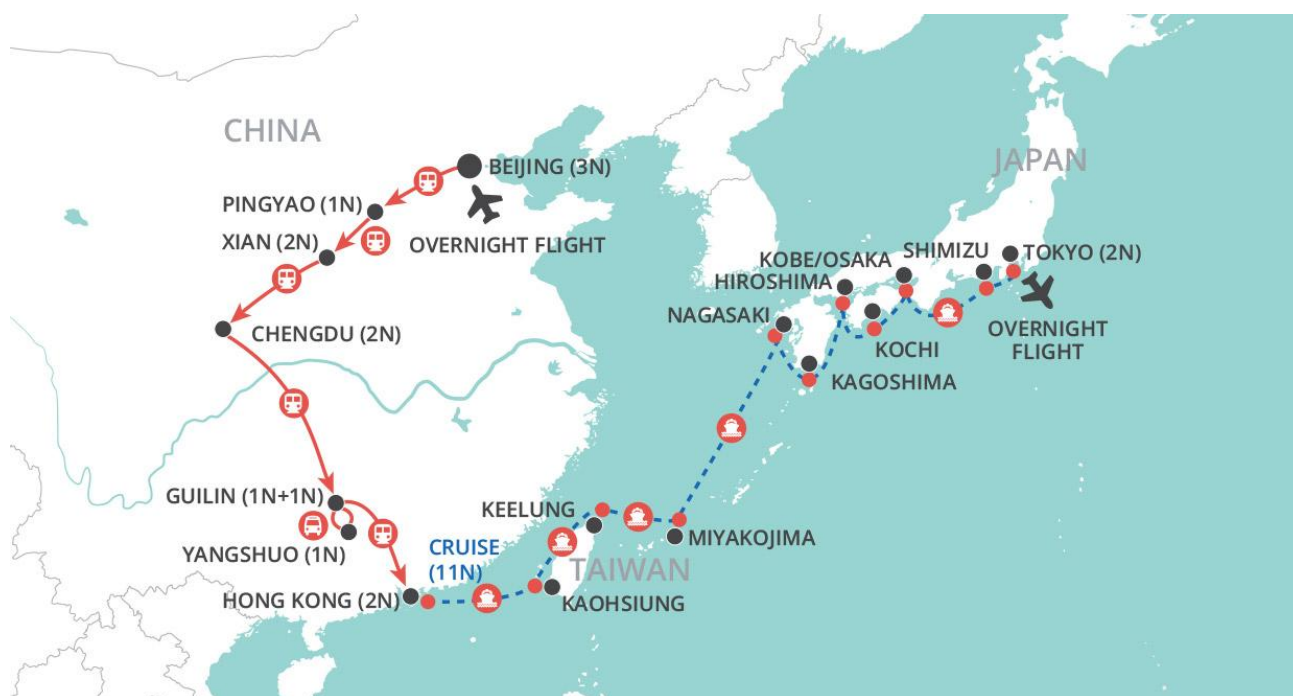 CHINA
JAPAN
BEIJING (3N)
PINGYAO (1N)
OVERNIGHT FLIGHT
XIAN (2N)
CHENGDU (2N)
SHIMIZU
TOKYO (2N)
KOBE/OSAKA
HIROSHIMA
NAGASAKI
OVERNIGHT
FLIGHT
KOCHI
KAGOSHIMA
GUILIN (1N+1N)
YANGSHUO (1N)
HONG KONG (2N)
CRUISE
(11N)
KEELUNG
MIYAKOJIMA
TAIWAN
KAOHSIUNG